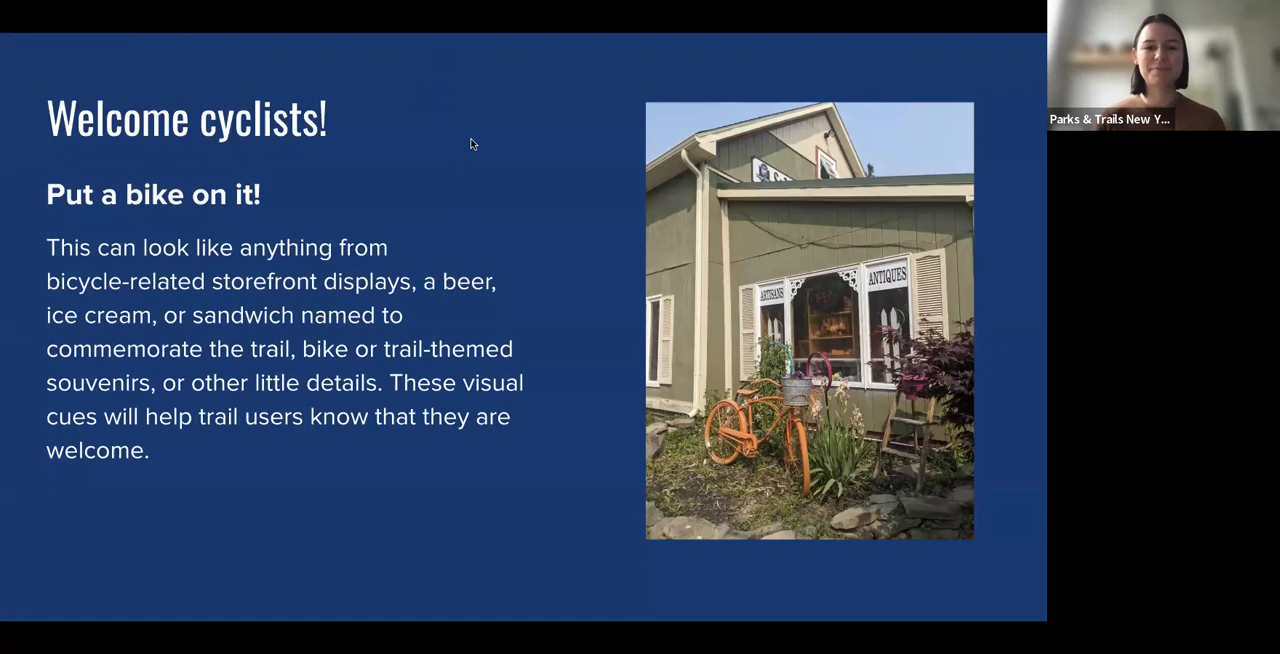 Welcome cyclists!
Put a bike on it!
This can look like anything from
bicycle-related storefront displays, a beer,
ice cream, or sandwich named to
commemorate the trail, bike or trail-themed
souvenirs, or other little details. These visual
cues will help trail users know that they are
welcome.
ARTISANS
ANTIQUES
Parks & Trails New Y...